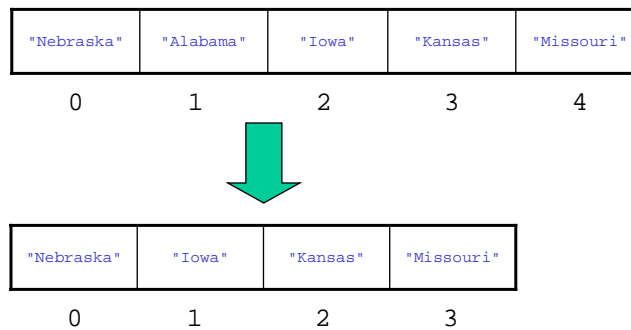 "Nebraska" "Alabama" "Iowa" "Kansas" "Missouri"
0 1 2 3 4
"Nebraska" "Iowa" "Kansas" "Missouri"
0 1 2 3